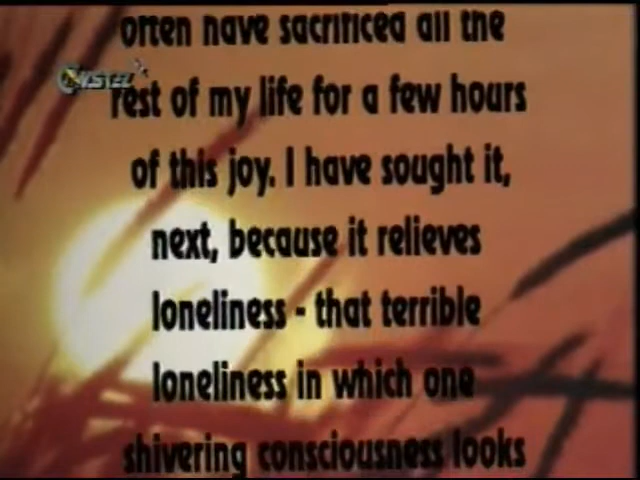 often have sacrificed all the
rest of my life for a few hours
of this joy. I have sought it,
next, because it relieves
loneliness - that terrible
loneliness in which one
shivering consciousness looks